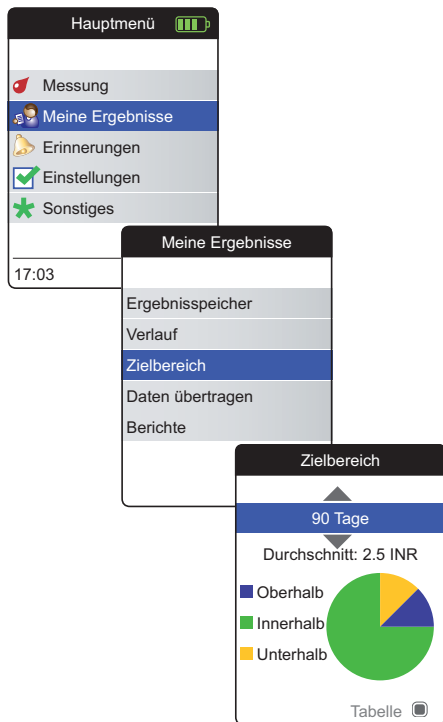 Hauptmenü
Messung
Meine Ergebnisse
Erinnerungen
Einstellungen
Sonstiges
17:03
Meine Ergebnisse
Ergebnisspeicher
Verlauf
Zielbereich
Daten übertragen
Berichte
Zielbereich
90 Tage
Durchschnitt: 2.5 INR
Oberhalb
Innerhalb
Unterhalb
Tabelle